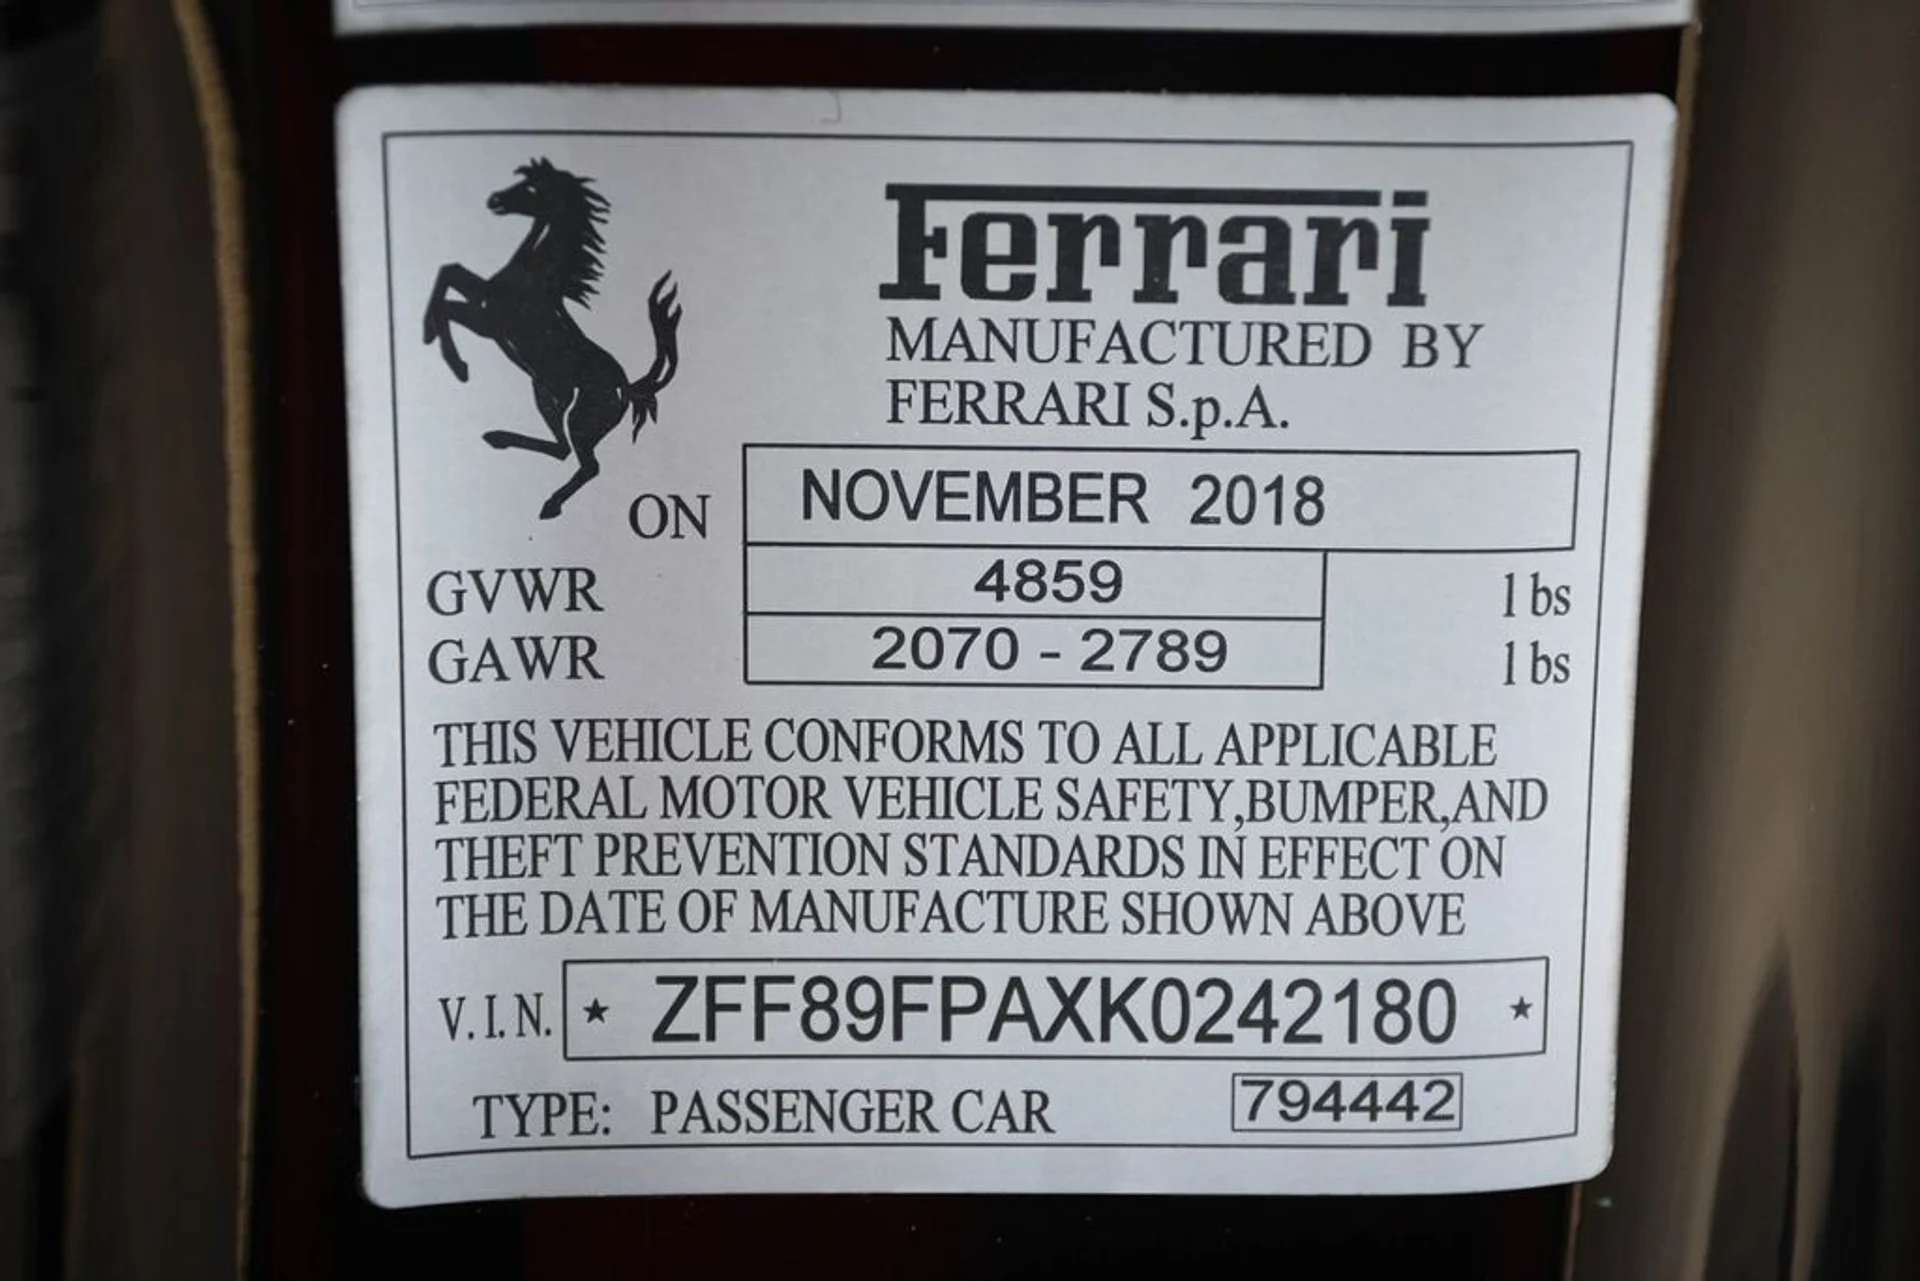 Ferrari
MANUFACTURED BY
FERRARI S.p.A.
ON NOVEMBER 2018
GVWR 4859 lbs
GAWR 2070 - 2789 lbs
THIS VEHICLE CONFORMS TO ALL APPLICABLE
FEDERAL MOTOR VEHICLE SAFETY,BUMPER,AND
THEFT PREVENTION STANDARDS IN EFFECT ON
THE DATE OF MANUFACTURE SHOWN ABOVE
V.I.N. ★ ZFF89FPAXK0242180 ★
TYPE: PASSENGER CAR 794442